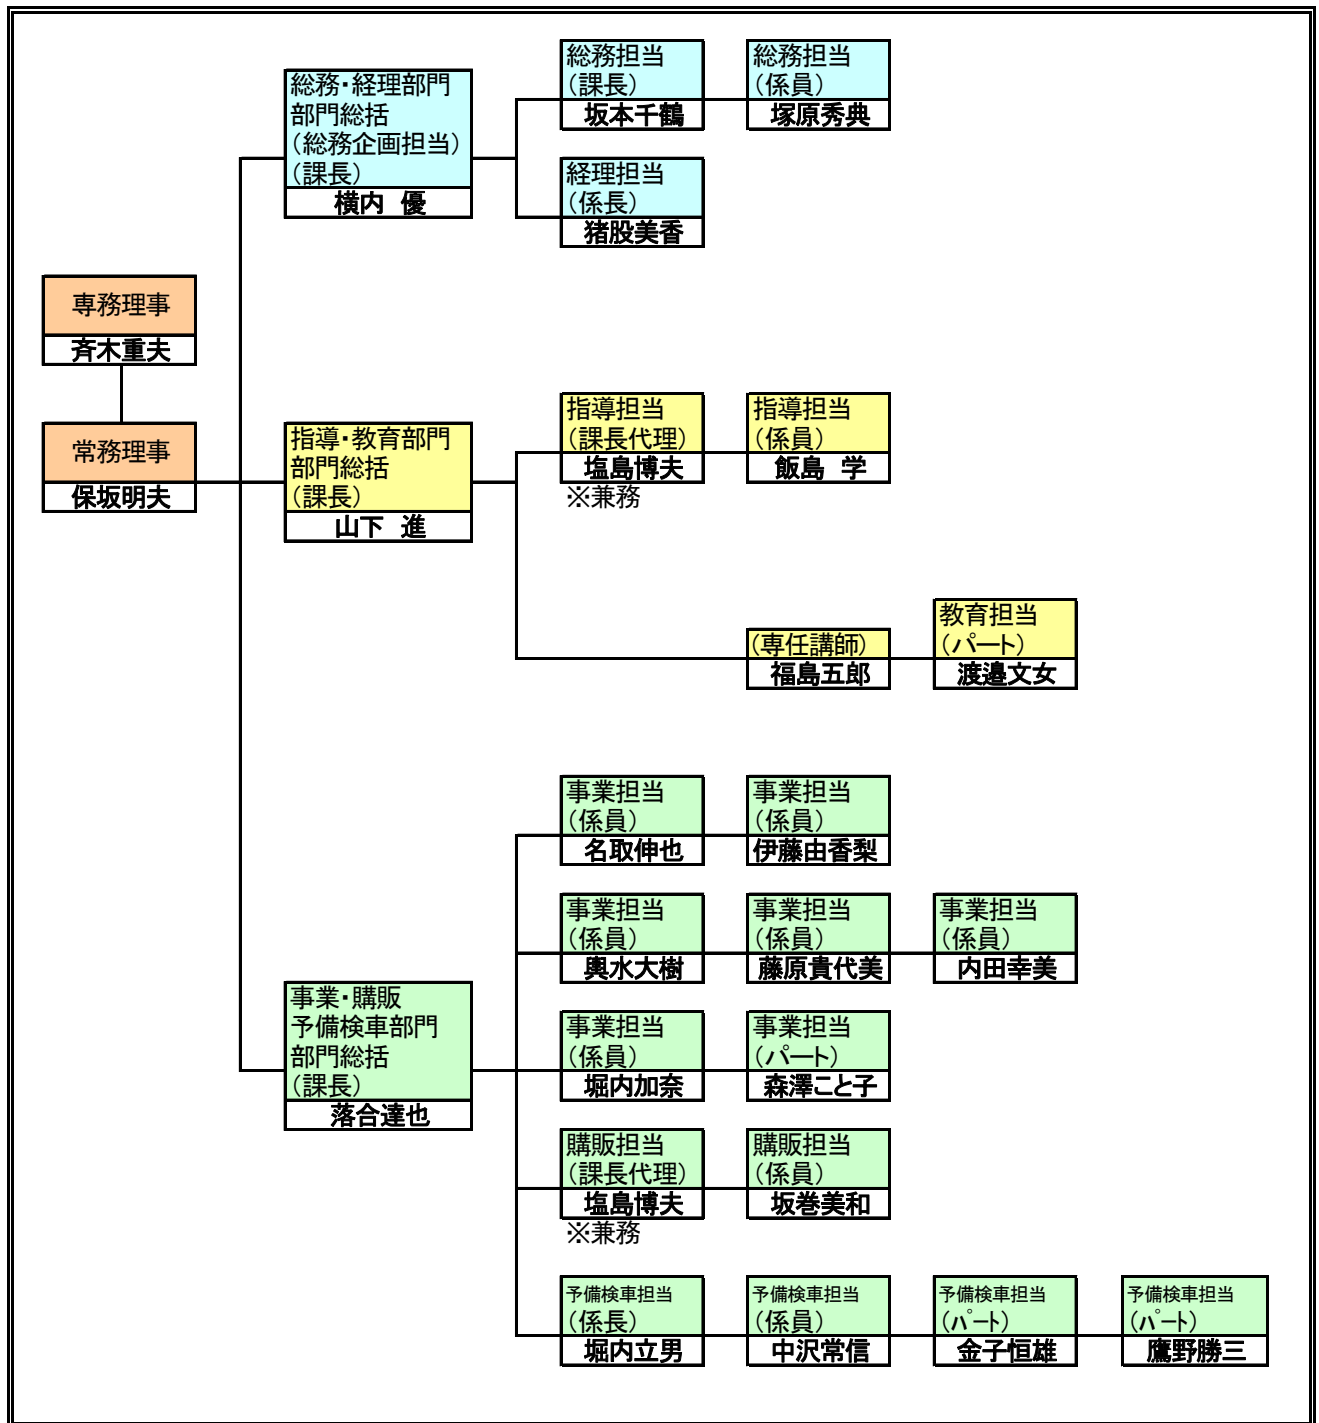 総務・経理部門
部門総括
(総務企画担当)
(課長)
横内　優
総務担当
(課長)
坂本千鶴
総務担当
(係員)
塚原秀典
経理担当
(係長)
猪股美香
専務理事
斉木重夫
常務理事
保坂明夫
指導・教育部門
部門総括
(課長)
山下　進
指導担当
(課長代理)
塩島博夫
※兼務
指導担当
(係員)
飯島　学
(専任講師)
福島五郎
教育担当
(パート)
渡邉文女
事業・購販
予備検車部門
部門総括
(課長)
落合達也
事業担当
(係員)
名取伸也
事業担当
(係員)
伊藤由香梨
事業担当
(係員)
輿水大樹
事業担当
(係員)
藤原貴代美
事業担当
(係員)
内田幸美
事業担当
(係員)
堀内加奈
事業担当
(パート)
森澤こと子
購販担当
(課長代理)
塩島博夫
※兼務
購販担当
(係員)
坂巻美和
予備検車担当
(係長)
堀内立男
予備検車担当
(係員)
中沢常信
予備検車担当
(ﾊﾟｰﾄ)
金子恒雄
予備検車担当
(ﾊﾟｰﾄ)
鷹野勝三